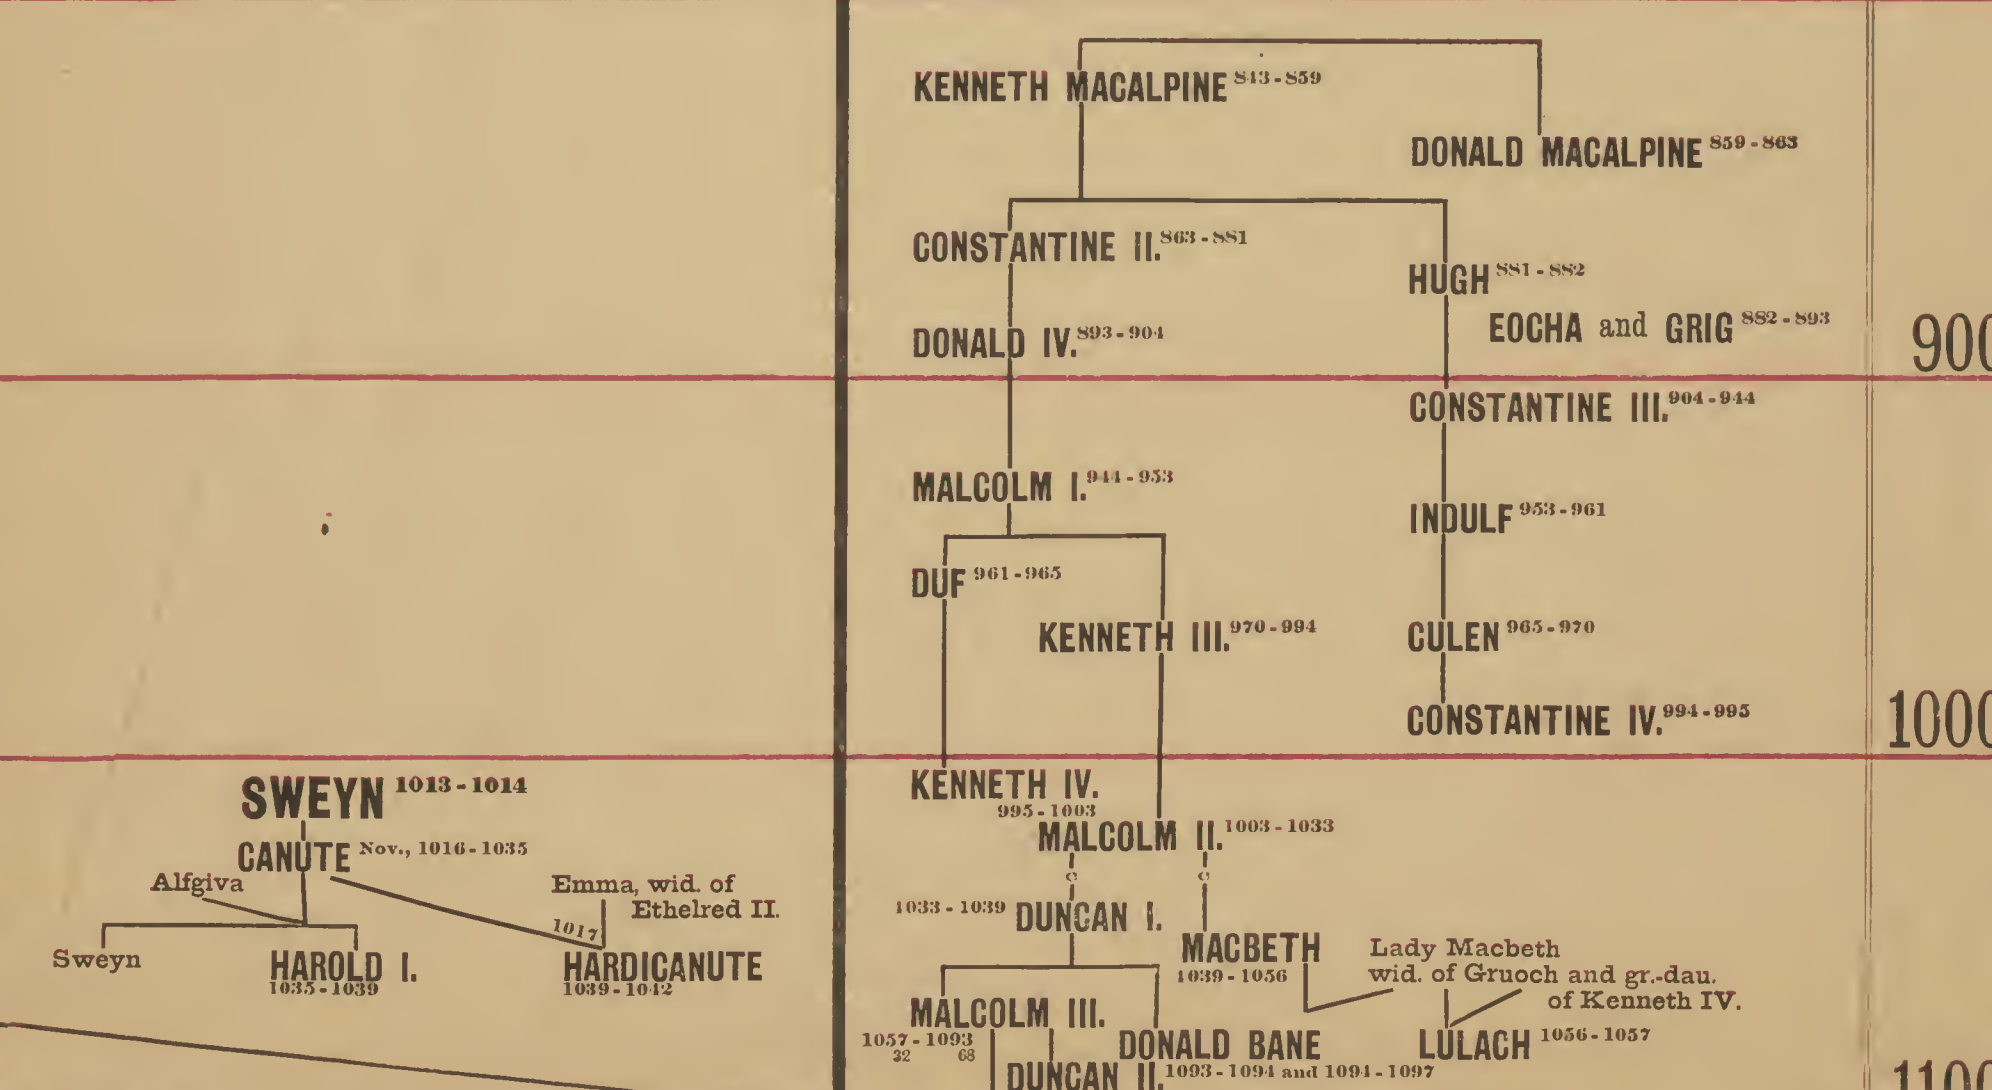 KENNETH MACALPINE 843-859
DONALD MACALPINE 859-863
CONSTANTINE II. 863-881
HUGH 881-882
EOCHA and GRIG 882-893
DONALD IV. 893-904
900
CONSTANTINE III. 904-944
MALCOLM I. 944-953
INDULF 953-961
DUF 961-965
KENNETH III. 970-994
CULEN 965-970
CONSTANTINE IV. 994-995
1000
SWEYN 1013-1014
CANUTE Nov., 1016-1035
Alfgiva
Emma, wid. of
Ethelred II.
1017
Sweyn
HAROLD I.
1035-1039
HARDICANUTE
1039-1042
KENNETH IV.
995-1003
MALCOLM II. 1003-1033
1033-1039 DUNCAN I.
MACBETH
1039-1056
Lady Macbeth
wid. of Gruoch and gr.-dau.
of Kenneth IV.
MALCOLM III.
1057-1093
32 68
DONALD BANE
LULACH 1056-1057
DUNCAN II. 1093-1094 and 1094-1097
1100